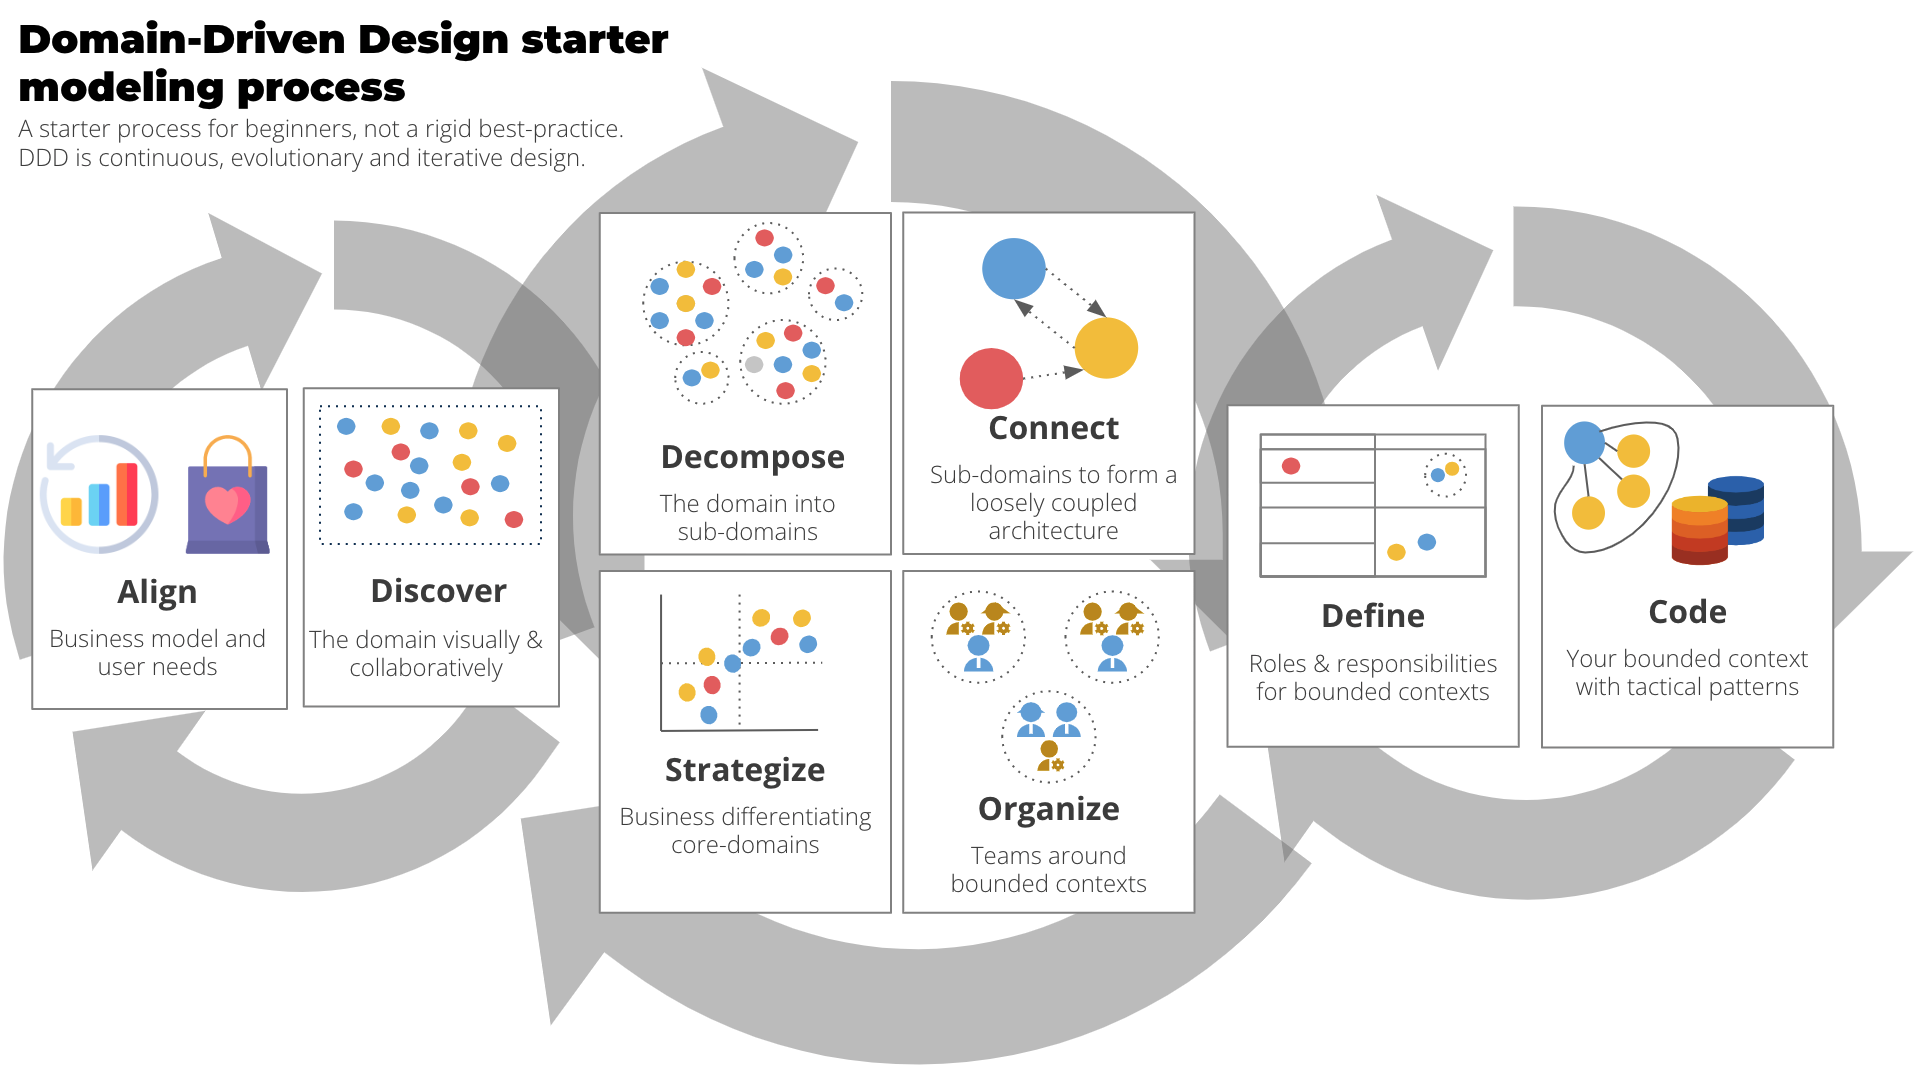 Domain-Driven Design starter
modeling process
A starter process for beginners, not a rigid best-practice.
DDD is continuous, evolutionary and iterative design.
Align
Business model and
user needs
Discover
The domain visually &
collaboratively
Decompose
The domain into
sub-domains
Connect
Sub-domains to form a
loosely coupled
architecture
Strategize
Business differentiating
core-domains
Organize
Teams around
bounded contexts
Define
Roles & responsibilities
for bounded contexts
Code
Your bounded context
with tactical patterns